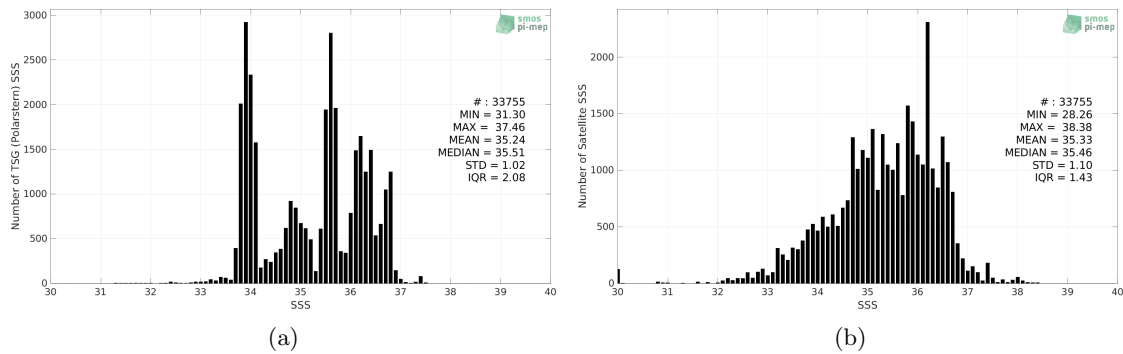 3000
2500
2000
1500
1000
500
0
Number of TSG (Polarstern) SSS
30 31 32 33 34 35 36 37 38 39 40
SSS
smos
pi-mep
# : 33755
MIN = 31.30
MAX = 37.46
MEAN = 35.24
MEDIAN = 35.51
STD = 1.02
IQR = 2.08
(a)
2000
1500
1000
500
0
Number of Satellite SSS
30 31 32 33 34 35 36 37 38 39 40
SSS
smos
pi-mep
# : 33755
MIN = 28.26
MAX = 38.38
MEAN = 35.33
MEDIAN = 35.46
STD = 1.10
IQR = 1.43
(b)